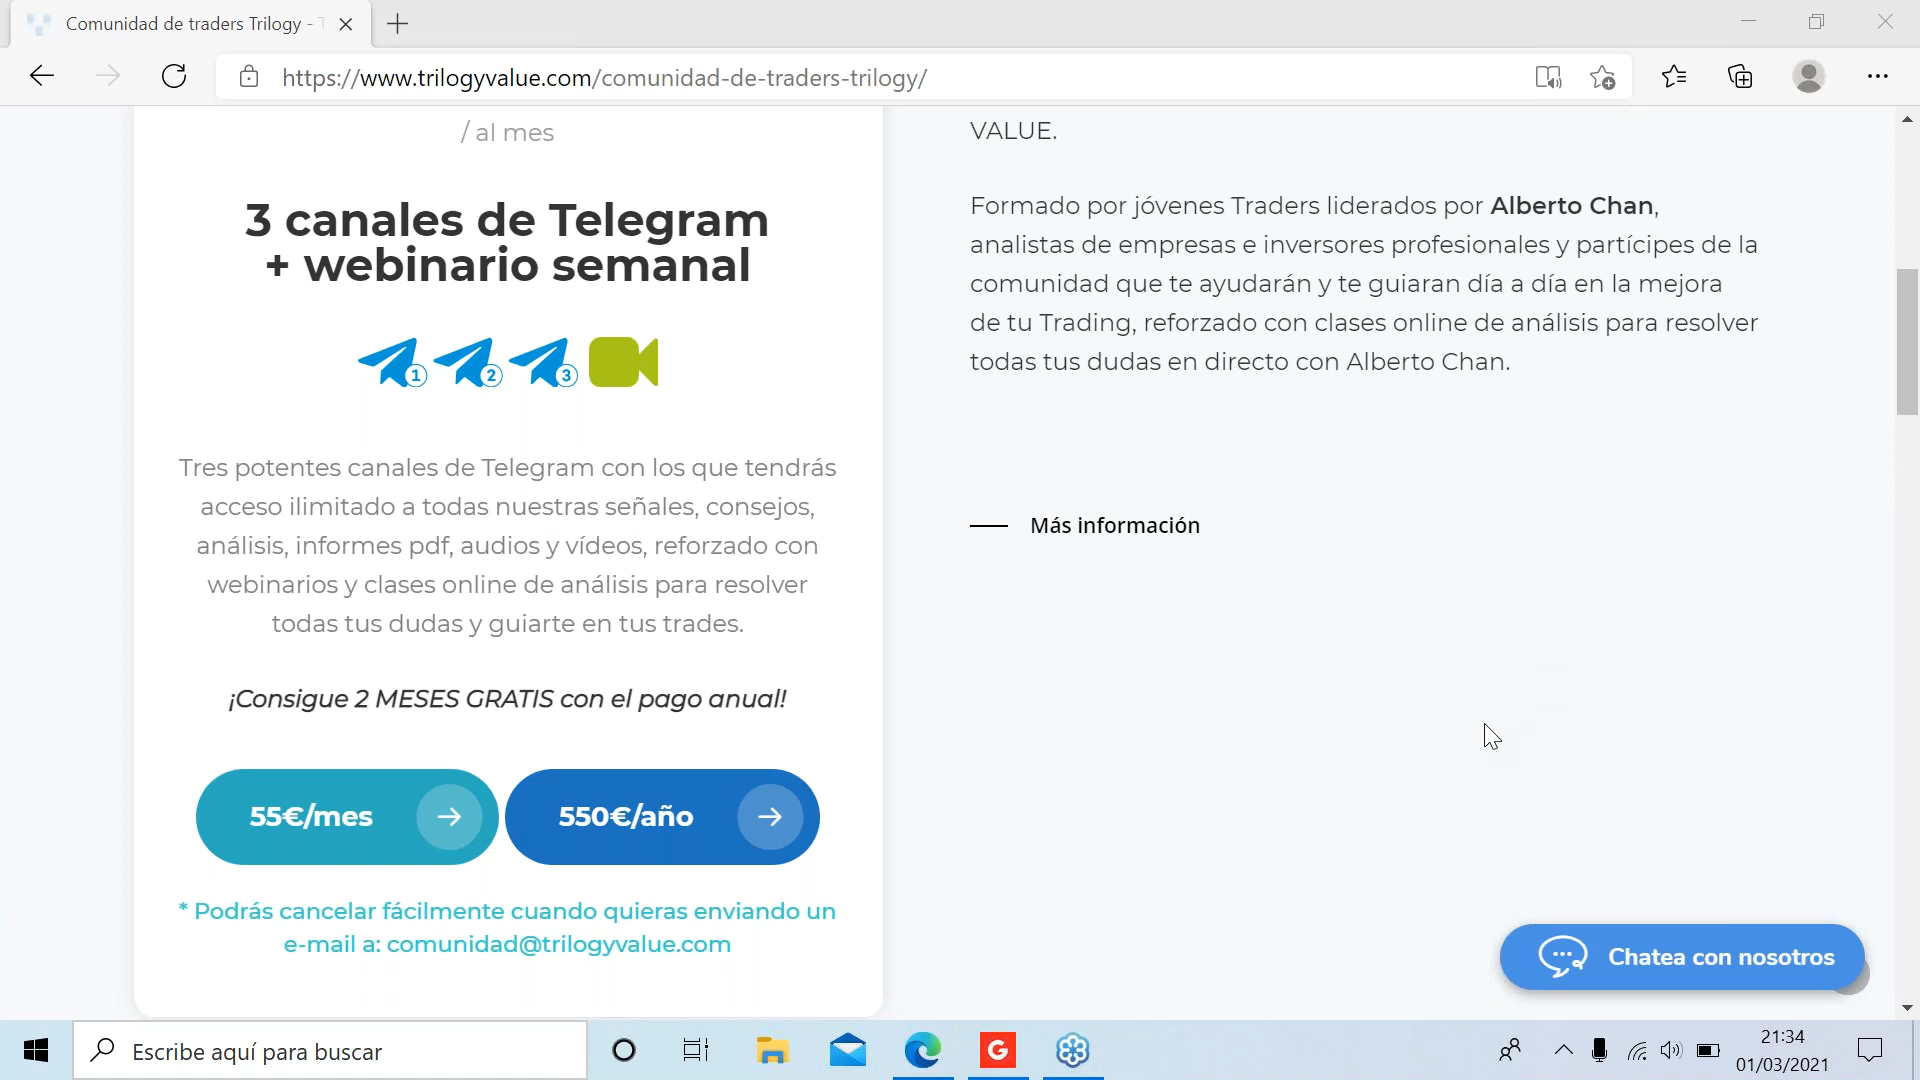 Comunidad de traders Trilogy - T
https://www.trilogyvalue.com/comunidad-de-traders-trilogy/
/ al mes
3 canales de Telegram
+ webinario semanal
1 2 3
Tres potentes canales de Telegram con los que tendrás
acceso ilimitado a todas nuestras señales, consejos,
análisis, informes pdf, audios y vídeos, reforzado con
webinarios y clases online de análisis para resolver
todas tus dudas y guiarte en tus trades.
¡Consigue 2 MESES GRATIS con el pago anual!
55€/mes
550€/año
* Podrás cancelar fácilmente cuando quieras enviando un
e-mail a: comunidad@trilogyvalue.com
VALUE.
Formado por jóvenes Traders liderados por Alberto Chan,
analistas de empresas e inversores profesionales y partícipes de la
comunidad que te ayudarán y te guiaran día a día en la mejora
de tu Trading, reforzado con clases online de análisis para resolver
todas tus dudas en directo con Alberto Chan.
Más información
Chatea con nosotros
Escribe aquí para buscar
G
21:34
01/03/2021